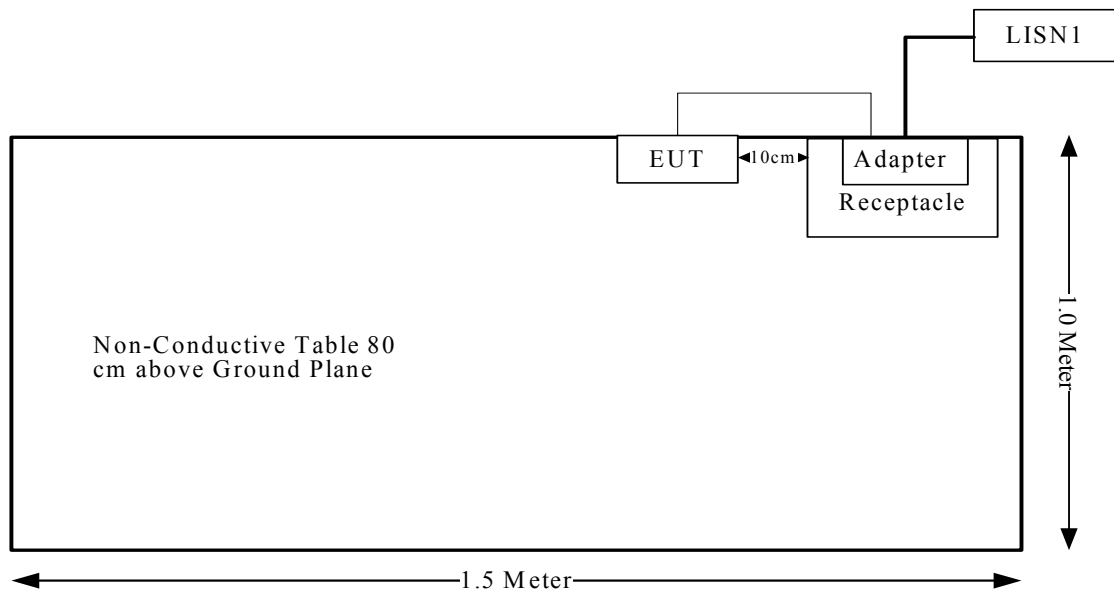 LISN1
EUT
10cm
Adapter
Receptacle
Non-Conductive Table 80
cm above Ground Plane
1.0 Meter
1.5 Meter